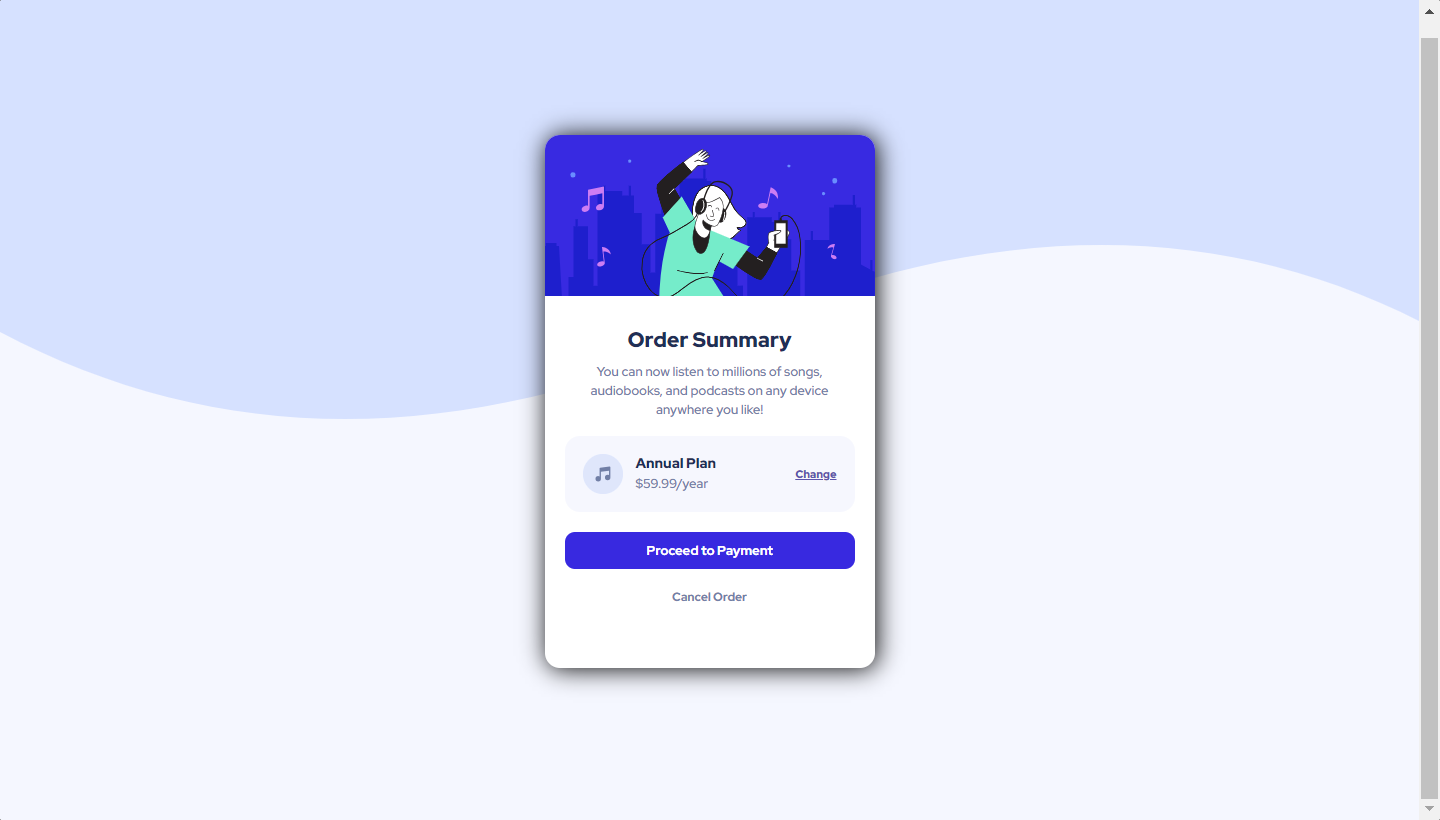 Order Summary
You can now listen to millions of songs,
audiobooks, and podcasts on any device
anywhere you like!
Annual Plan
$59.99/year
Change
Proceed to Payment
Cancel Order